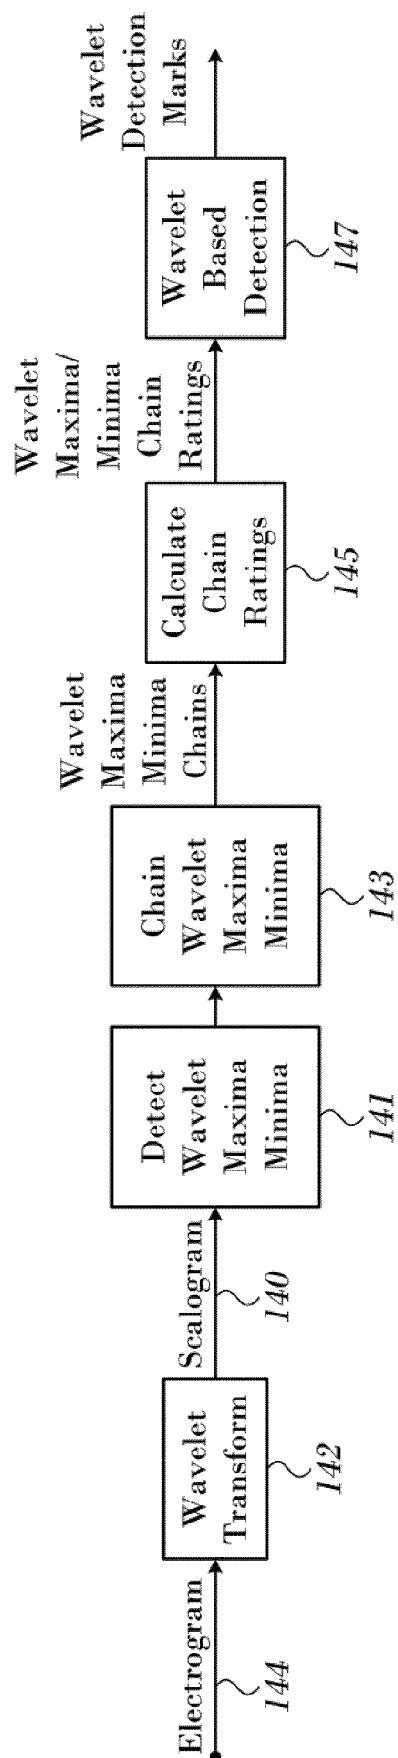 Electrogram
144
Wavelet
Transform
142
Scalogram
140
Detect
Wavelet
Maxima
Minima
141
Chain
Wavelet
Maxima
Minima
143
Wavelet
Maxima
Minima
Chains
Calculate
Chain
Ratings
145
Wavelet
Maxima/
Minima
Chain
Ratings
Wavelet
Based
Detection
147
Wavelet
Detection
Marks